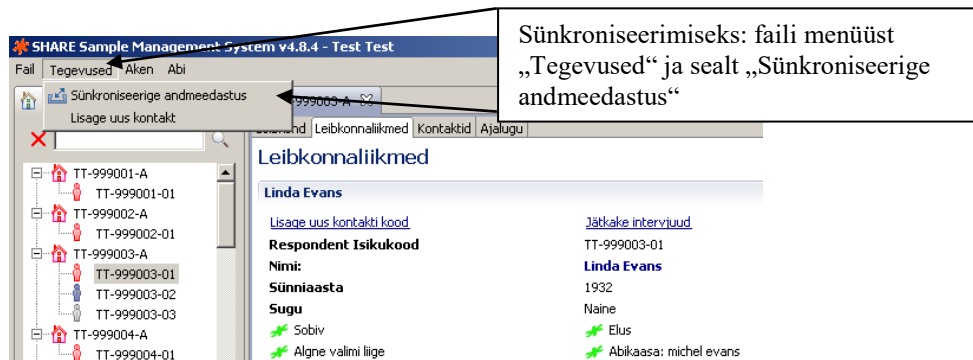 Sünkroniseerimiseks: faili menüüst
„Tegevused“ ja sealt „Sünkroniseerige
andmeedastus“
SHARE Sample Management System v4.8.4 - Test Test
Fail Tegevused Aken Abi
Sünkroniseerige andmeedastus
Lisage uus kontakt
999003-A
Leibkonnaliikmed Kontaktid Ajalugu
Leibkonnaliikmed
TT-999001-A
TT-999001-01
TT-999002-A
TT-999002-01
TT-999003-A
TT-999003-01
TT-999003-02
TT-999003-03
TT-999004-A
TT-999004-01
Linda Evans
Lisage uus kontakti kood Jätkake intervjuud
Respondent Isikukood TT-999003-01
Nimi: Linda Evans
Sünniaasta 1932
Sugu Naine
Sobiv Elus
Algne valimi liige Abikaasa: michel evans